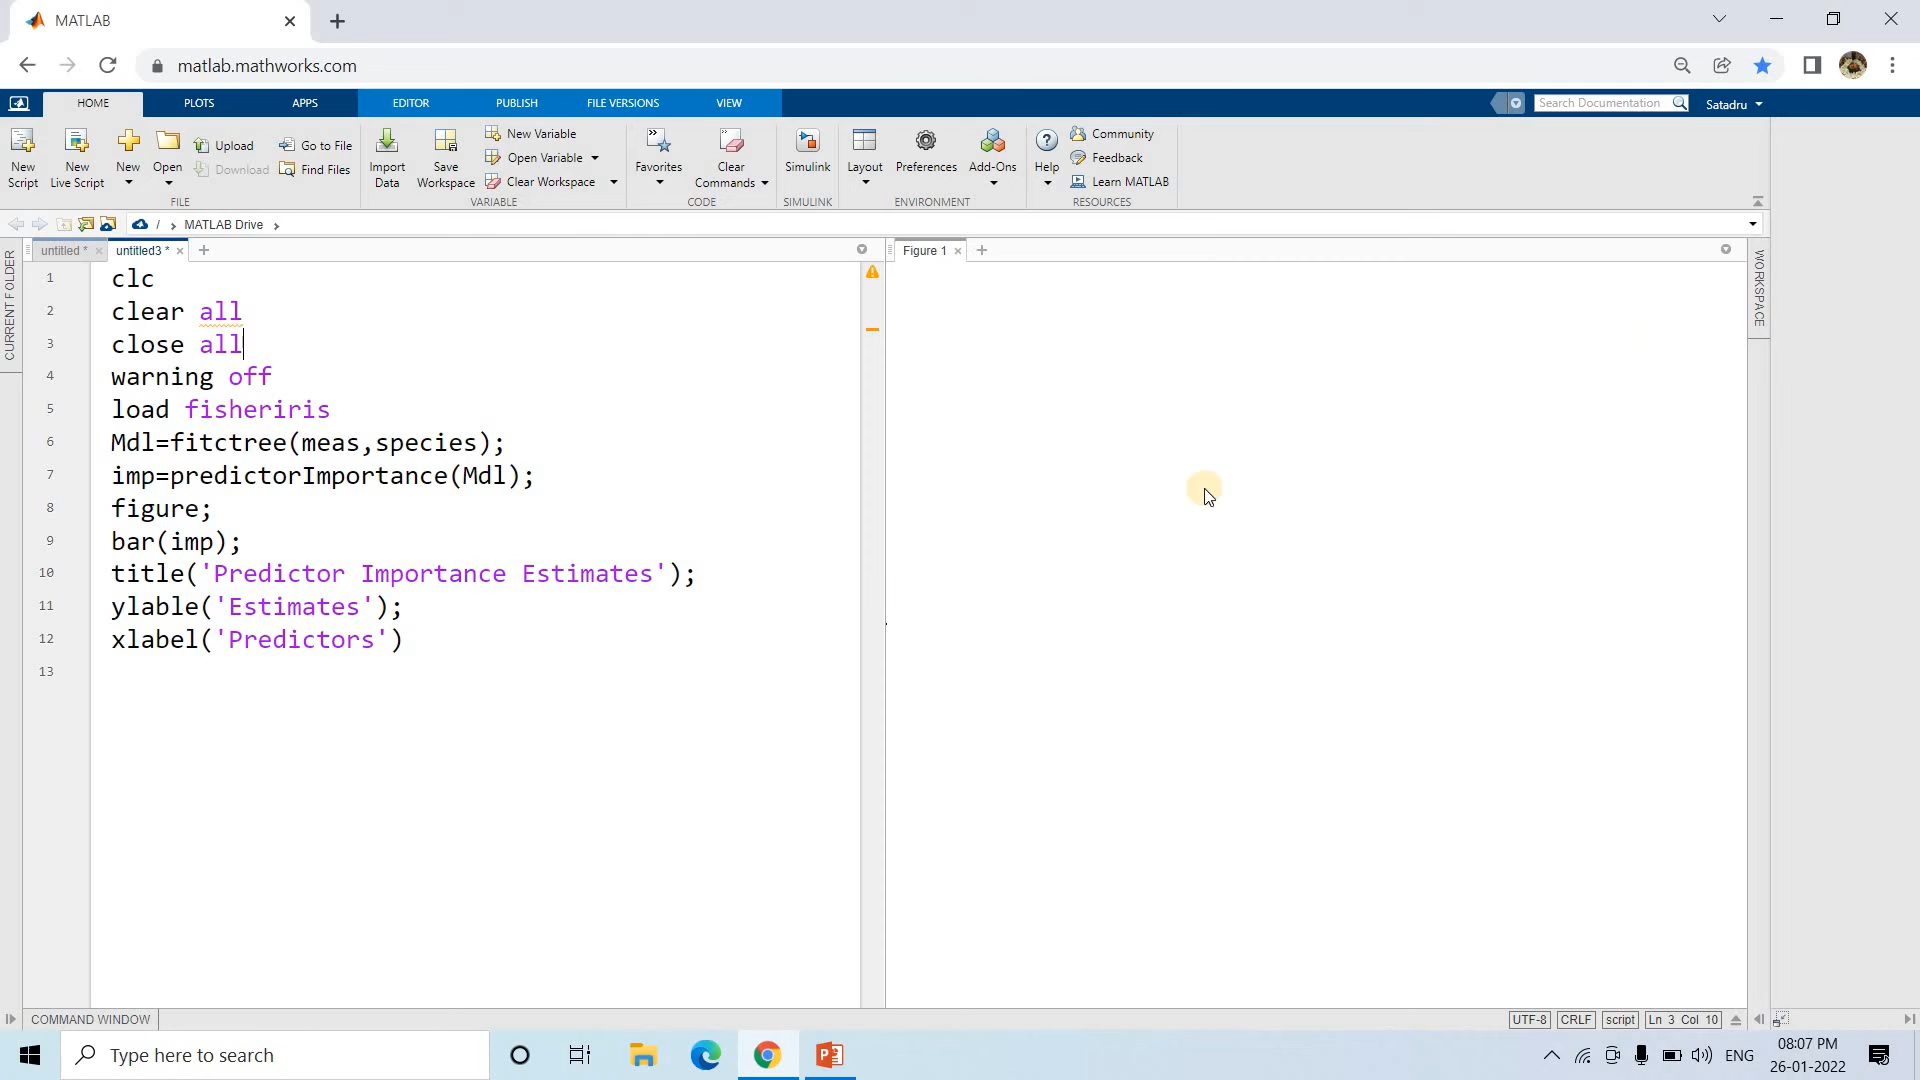 MATLAB
matlab.mathworks.com
HOME PLOTS APPS EDITOR PUBLISH FILE VERSIONS VIEW
Search Documentation
Satadru
New Script
New Live Script
New
Open
Upload
Download
Go to File
Find Files
FILE
Import Data
Save Workspace
New Variable
Open Variable
Clear Workspace
VARIABLE
Favorites
Clear Commands
CODE
Simulink
SIMULINK
Layout
Preferences
Add-Ons
ENVIRONMENT
Help
Community
Feedback
Learn MATLAB
RESOURCES
/ MATLAB Drive
CURRENT FOLDER
untitled *
untitled3 *
Figure 1
WORKSPACE
1 clc
2 clear all
3 close all
4 warning off
5 load fisheriris
6 Mdl=fitctree(meas,species);
7 imp=predictorImportance(Mdl);
8 figure;
9 bar(imp);
10 title('Predictor Importance Estimates');
11 ylable('Estimates');
12 xlabel('Predictors')
13
COMMAND WINDOW
UTF-8 CRLF script Ln 3 Col 10
Type here to search
ENG
08:07 PM
26-01-2022